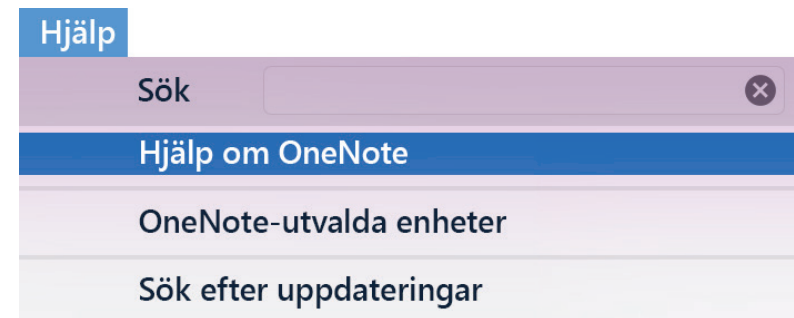 Hjälp
Sök
Hjälp om OneNote
OneNote-utvalda enheter
Sök efter uppdateringar